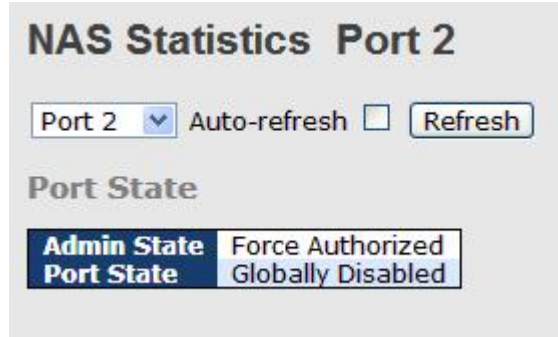 NAS Statistics Port 2
Port 2 Auto-refresh Refresh
Port State
Admin State Force Authorized
Port State Globally Disabled